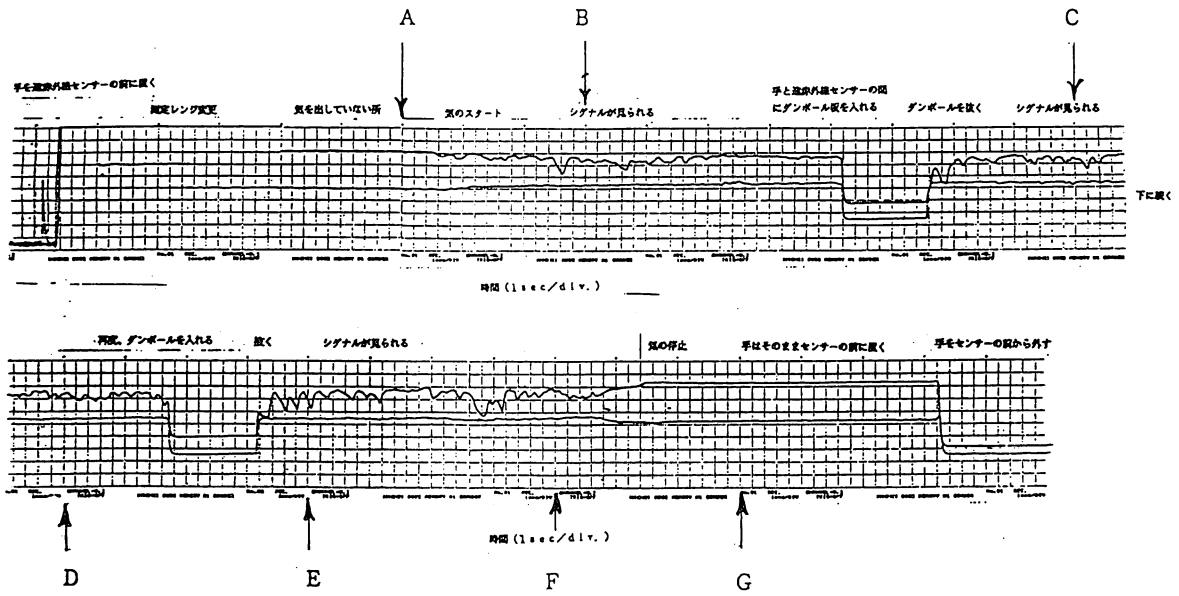 A B C
手を遠赤外線センサーの前に置く
測定レンジ変更
気を出していない所
気のスタート
シグナルが見られる
手と遠赤外線センサーの間
にダンボール板を入れる
ダンボールを抜く
シグナルが見られる
下に続く
時間(1sec/div.)
再度、ダンボールを入れる
抜く
シグナルが見られる
気の停止
手はそのままセンサーの前に置く
手をセンサーの前から外す
時間(1sec/div.)
D E F G